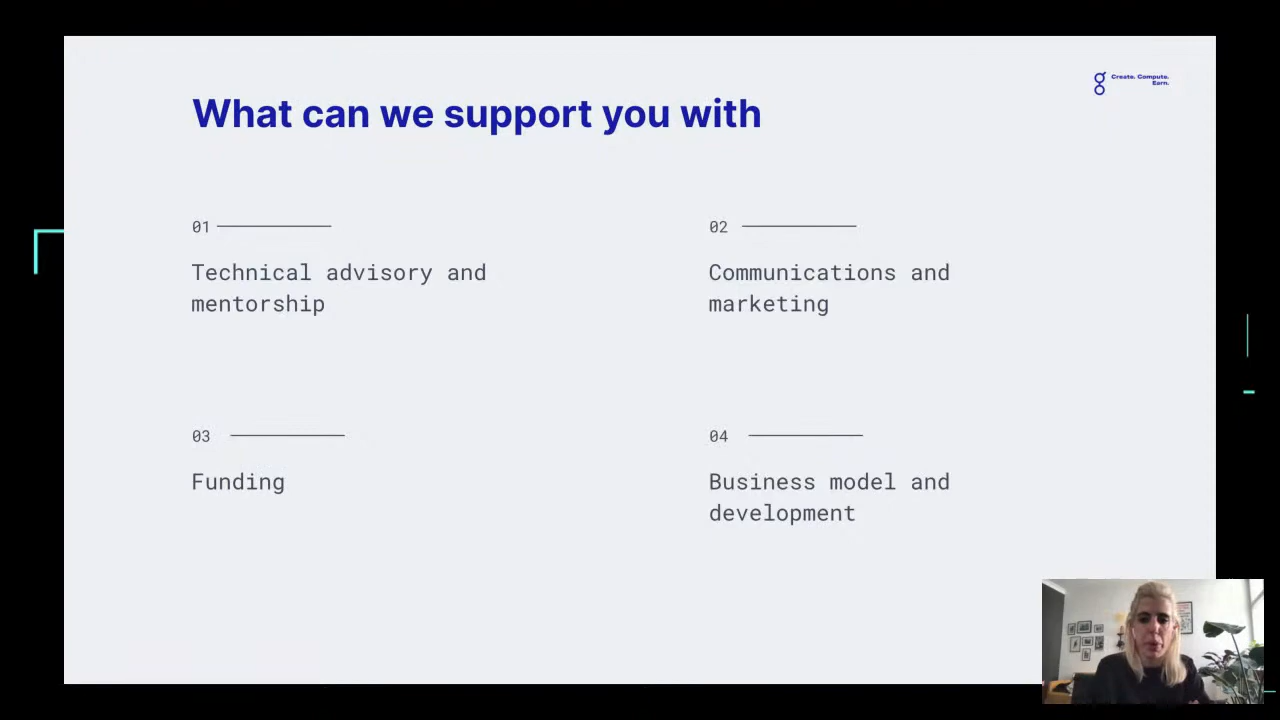 Create. Compute.
Earn.
What can we support you with
01
Technical advisory and
mentorship
02
Communications and
marketing
03
Funding
04
Business model and
development